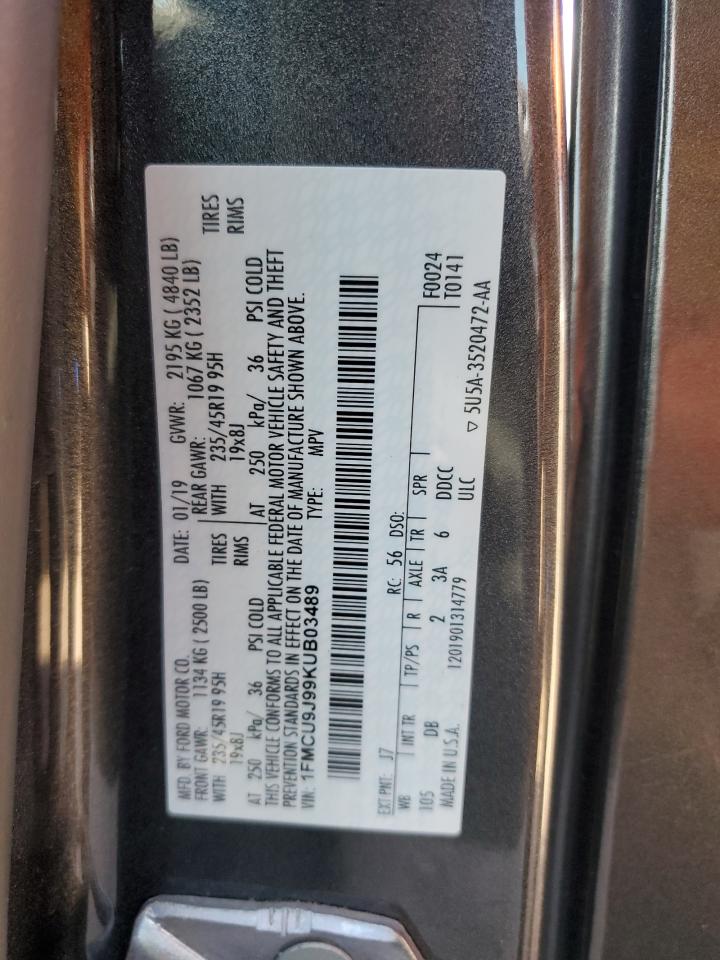 MFD. BY FORD MOTOR CO. DATE: 01/19 GVWR: 2195 KG ( 4840 LB)
FRONT GAWR: 1134 KG ( 2500 LB) REAR GAWR: 1067 KG ( 2352 LB)
WITH 235/45R19 95H TIRES WITH 235/45R19 95H TIRES
19x8J RIMS 19x8J RIMS
AT 250 kPa/ 36 PSI COLD AT 250 kPa/ 36 PSI COLD
THIS VEHICLE CONFORMS TO ALL APPLICABLE FEDERAL MOTOR VEHICLE SAFETY AND THEFT
PREVENTION STANDARDS IN EFFECT ON THE DATE OF MANUFACTURE SHOWN ABOVE.
VIN: 1FMCU9J99KUB03489 TYPE: MPV
EXT PNT: J7 RC: 56 DSO: F0024
WB INT TR TP/PS R AXLE TR SPR T0141
105 DB 2 3A 6 DDCC
ULC
MADE IN U.S.A. 1201901314779 ▽ 5U5A-3520472-AA